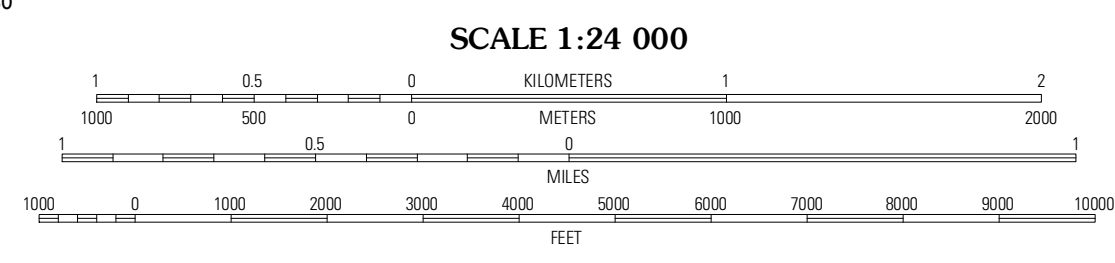 SCALE 1:24 000
1 0.5 0 KILOMETERS 1 2
1000 500 0 METERS 1000 2000
1 0.5 0 1
MILES
1000 0 1000 2000 3000 4000 5000 6000 7000 8000 9000 10000
FEET